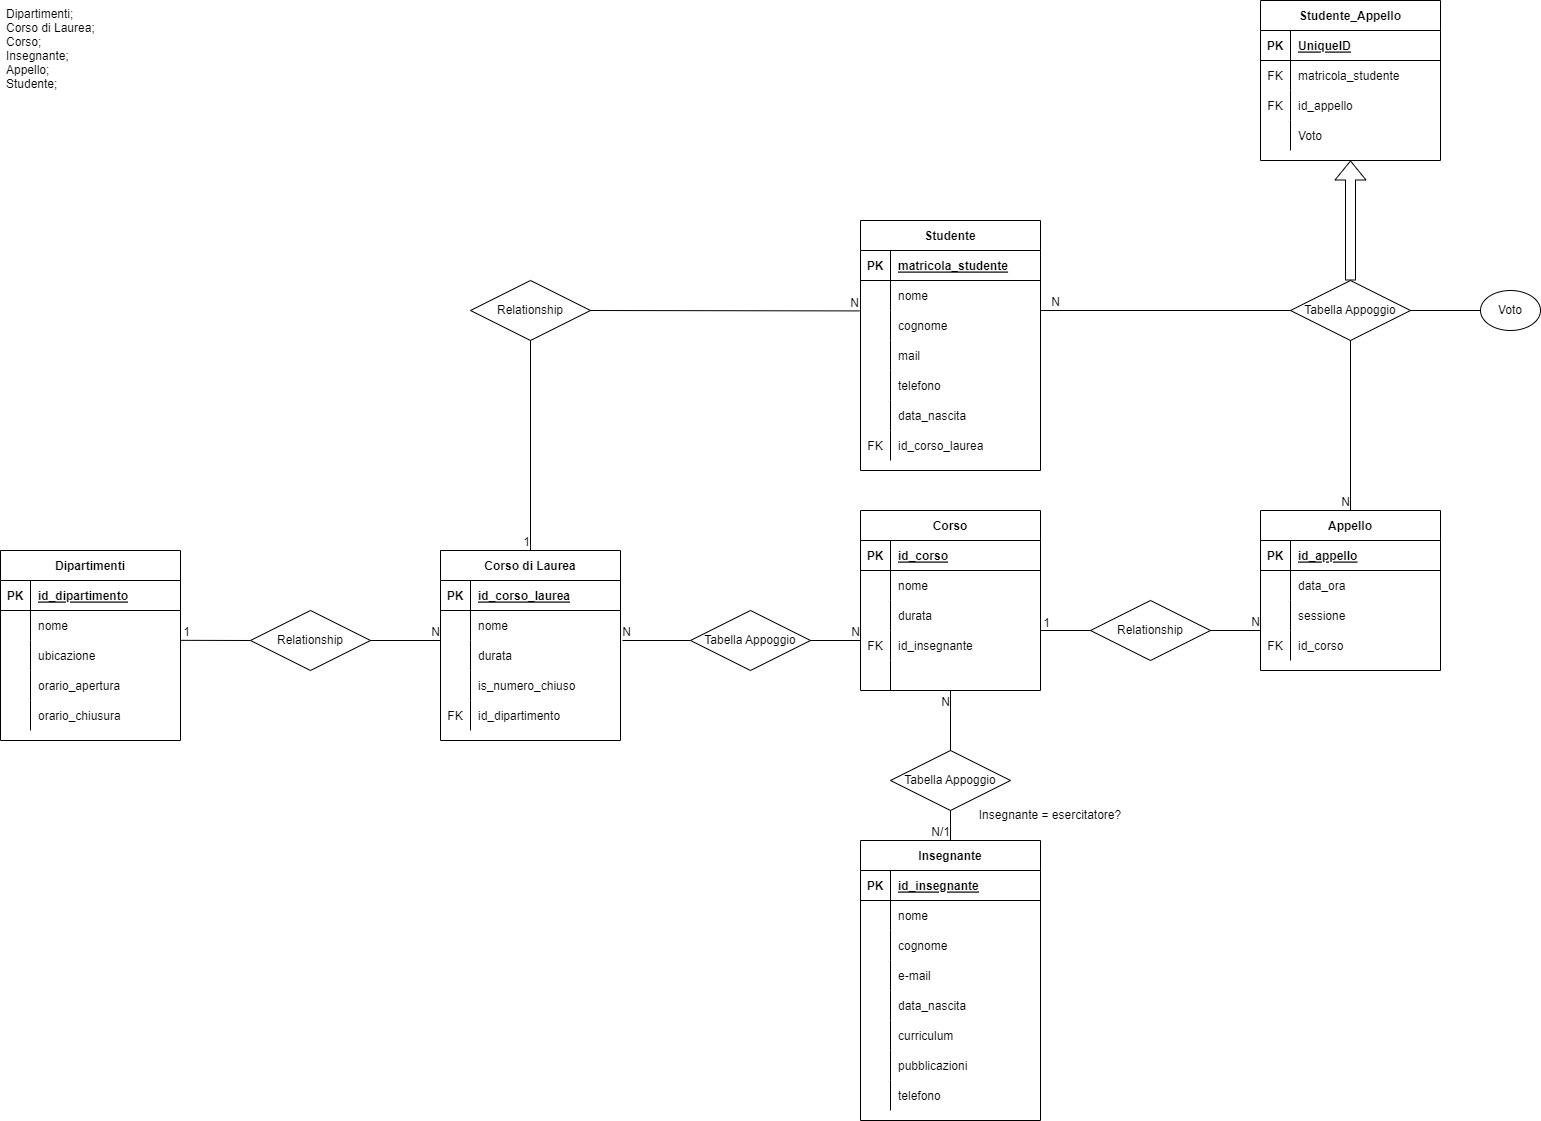 Dipartimenti;
Corso di Laurea;
Corso;
Insegnante;
Appello;
Studente;
Studente_Appello
PK UniqueID
FK matricola_studente
FK id_appello
Voto
Studente
PK matricola_studente
nome
cognome
mail
telefono
data_nascita
FK id_corso_laurea
Relationship
N
N
Tabella Appoggio
Voto
1
N
Dipartimenti
PK id_dipartimento
nome
ubicazione
orario_apertura
orario_chiusura
1
Relationship
N
Corso di Laurea
PK id_corso_laurea
nome
durata
is_numero_chiuso
FK id_dipartimento
N
Tabella Appoggio
N
Corso
PK id_corso
nome
durata
FK id_insegnante
1
Relationship
N
Appello
PK id_appello
data_ora
sessione
FK id_corso
N
Tabella Appoggio
Insegnante = esercitatore?
N/1
Insegnante
PK id_insegnante
nome
cognome
e-mail
data_nascita
curriculum
pubblicazioni
telefono